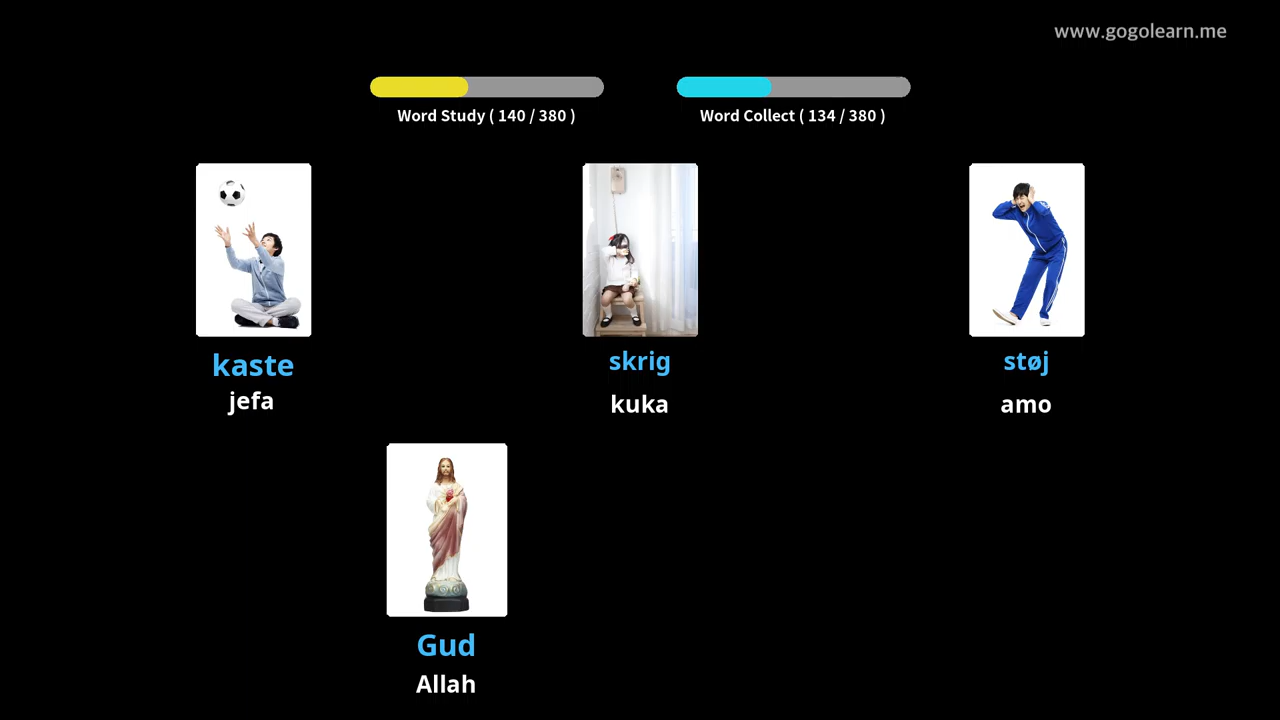 www.gogolearn.me
Word Study ( 140 / 380 )
Word Collect ( 134 / 380 )
kaste
jefa
skrig
kuka
støj
amo
Gud
Allah